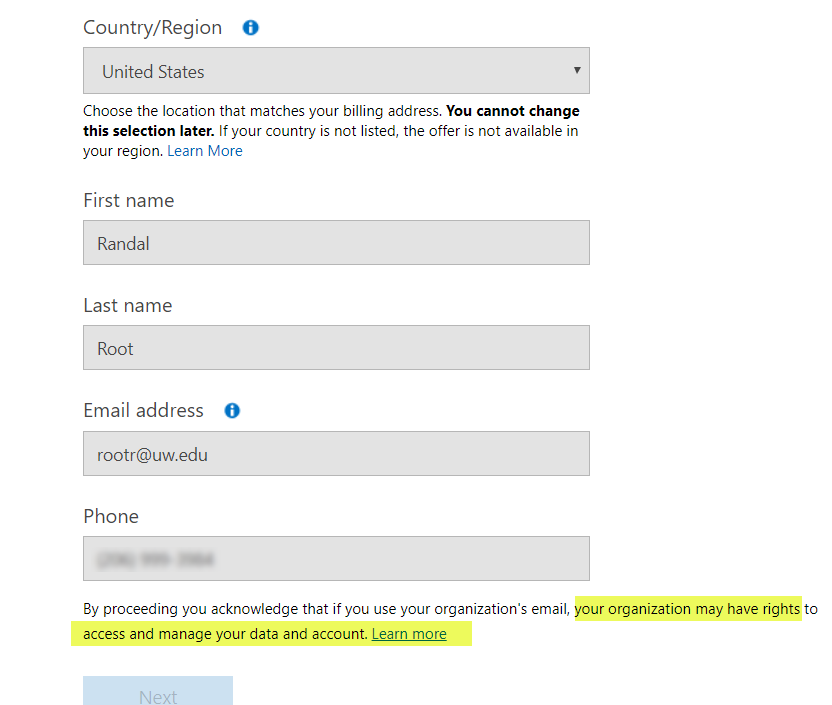 Country/Region
United States
Choose the location that matches your billing address. You cannot change
this selection later. If your country is not listed, the offer is not available in
your region. Learn More
First name
Randal
Last name
Root
Email address
rootr@uw.edu
Phone
By proceeding you acknowledge that if you use your organization's email, your organization may have rights to
access and manage your data and account. Learn more
Next